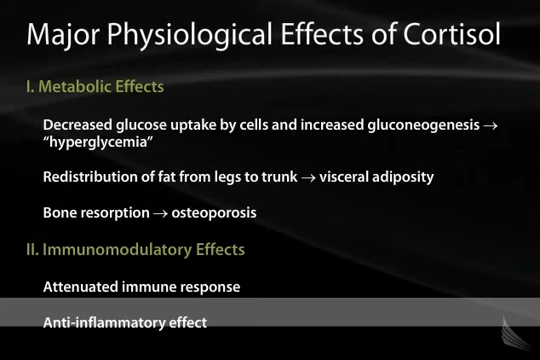 Major Physiological Effects of Cortisol
I. Metabolic Effects
Decreased glucose uptake by cells and increased gluconeogenesis →
“hyperglycemia”
Redistribution of fat from legs to trunk → visceral adiposity
Bone resorption → osteoporosis
II. Immunomodulatory Effects
Attenuated immune response
Anti-inflammatory effect